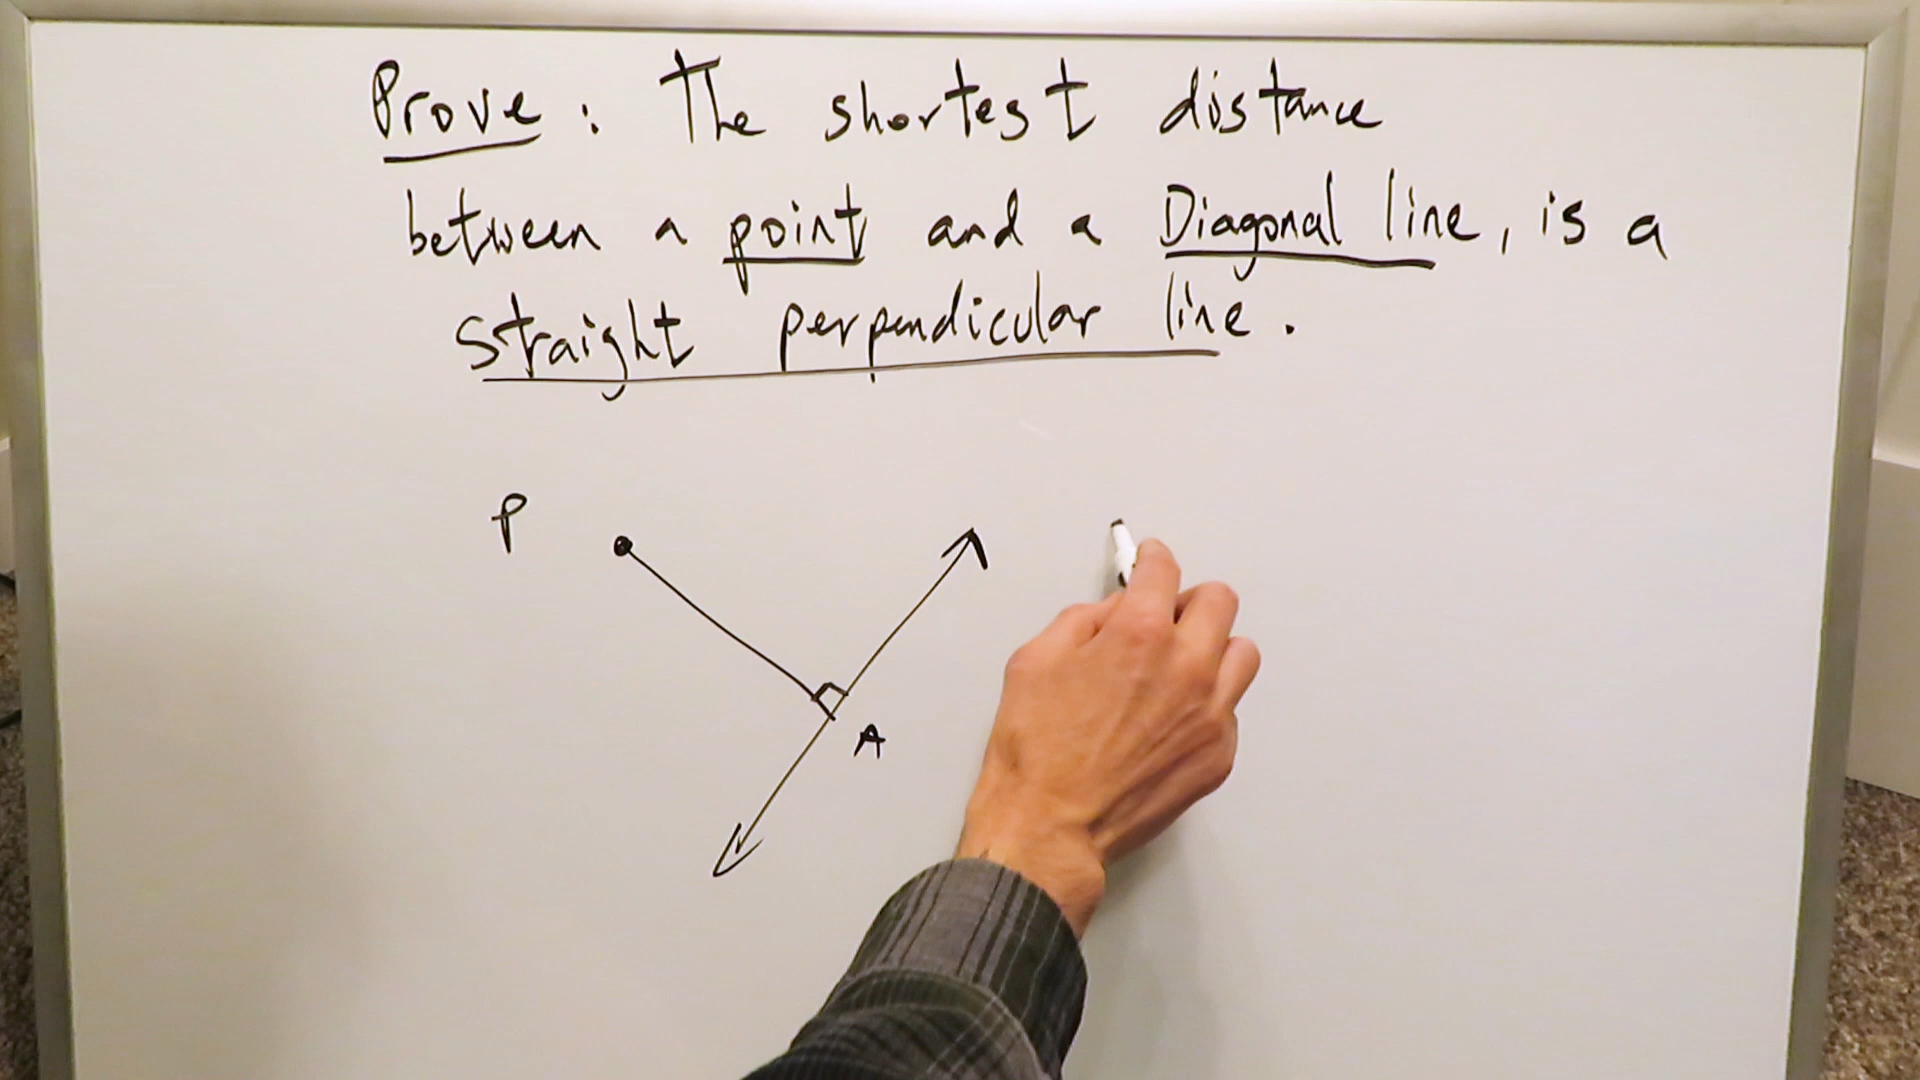 Prove: The shortest distance
between a point and a Diagonal line, is a
straight perpendicular line.
P
A